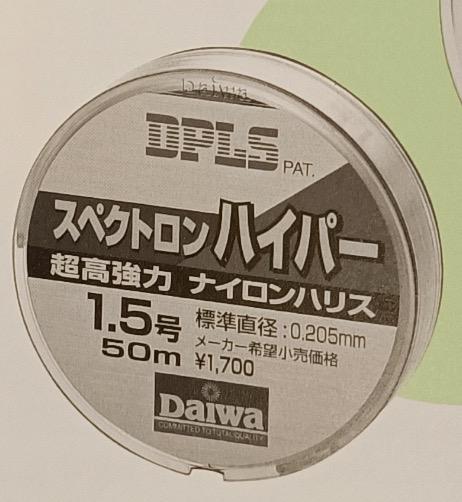 Daiwa
DPLS PAT.
スペクトロン ハイパー
超高強力 ナイロンハリス
1.5号 標準直径:0.205mm
50m メーカー希望小売価格
¥1,700
Daiwa
COMMITTED TO TOTAL QUALITY